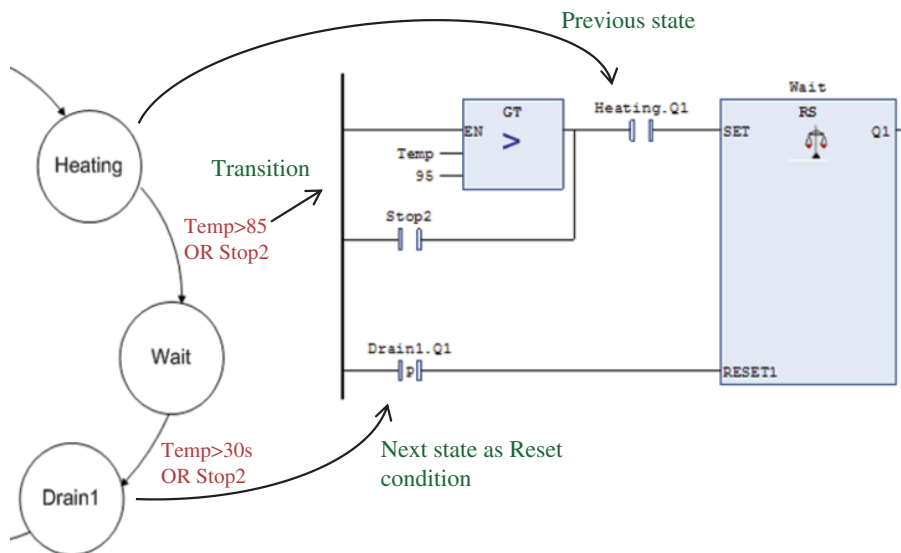 Previous state
Wait
Heating.Q1
GT
RS
EN
>
SET
Q1
Heating
Temp
Transition
95
Temp>85
OR Stop2
Stop2
Wait
Drain1.Q1
P
RESET1
Temp>30s
OR Stop2
Next state as Reset
condition
Drain1